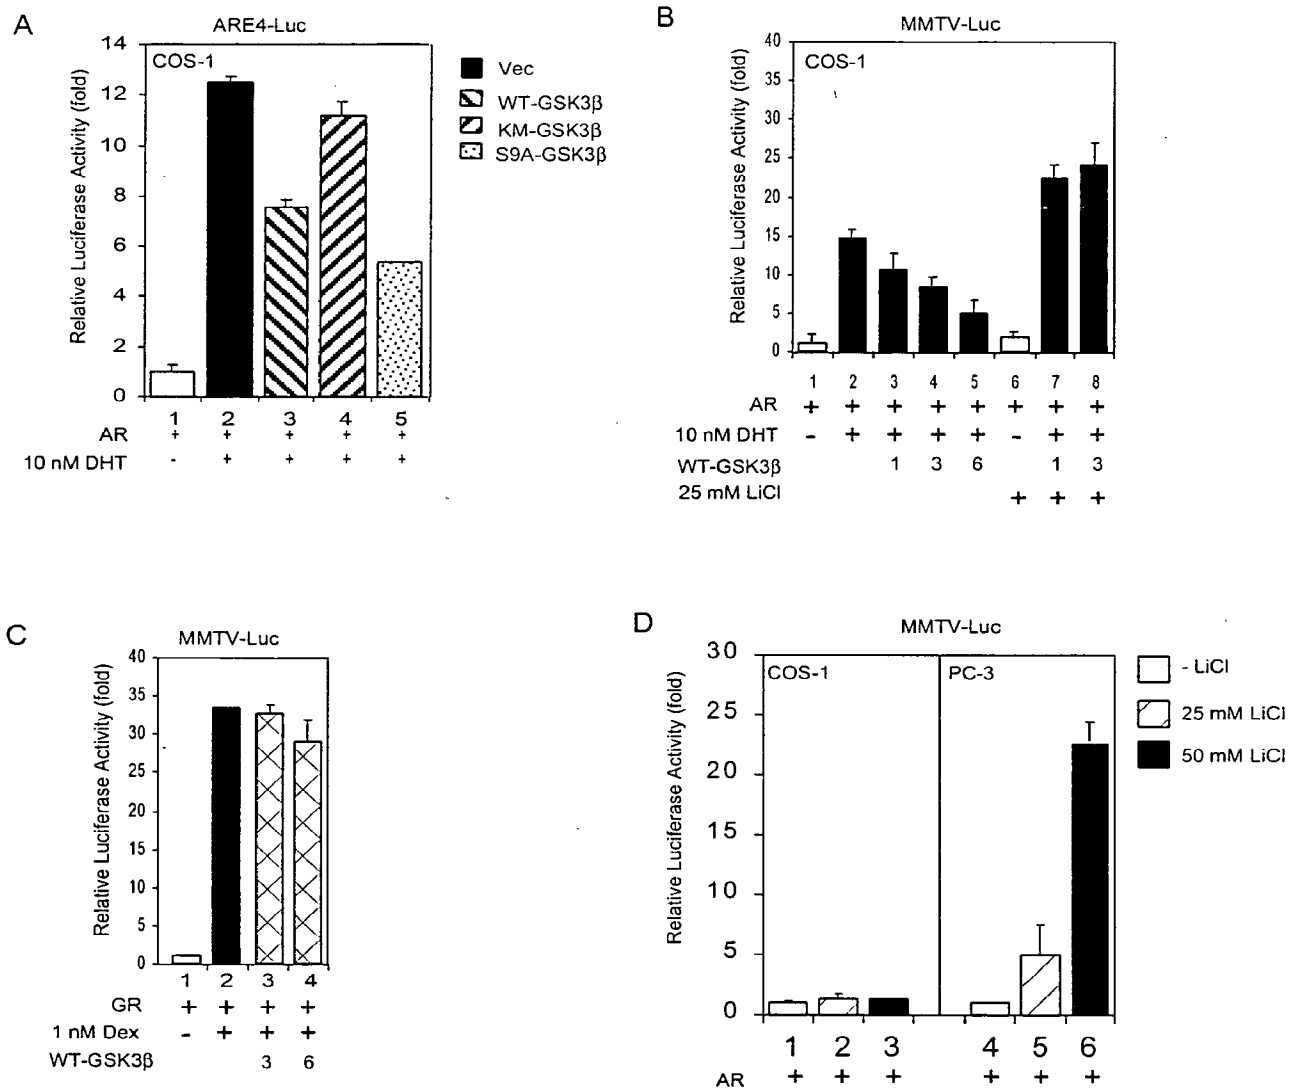 A
ARE4-Luc
COS-1
Relative Luciferase Activity (fold)
14
12
10
8
6
4
2
0
1 2 3 4 5
AR + + + + +
10 nM DHT - + + + +
Vec
WT-GSK3β
KM-GSK3β
S9A-GSK3β
B
MMTV-Luc
COS-1
Relative Luciferase Activity (fold)
40
35
30
25
20
15
10
5
0
1 2 3 4 5 6 7 8
AR + + + + + + + +
10 nM DHT - + + + + - + +
WT-GSK3β 1 3 6 1 3
25 mM LiCl + + +
C
MMTV-Luc
Relative Luciferase Activity (fold)
40
35
30
25
20
15
10
5
0
1 2 3 4
GR + + + +
1 nM Dex - + + +
WT-GSK3β 3 6
D
MMTV-Luc
COS-1
PC-3
Relative Luciferase Activity (fold)
30
25
20
15
10
5
0
1 2 3 4 5 6
AR + + + + + +
- LiCl
25 mM LiCl
50 mM LiCl